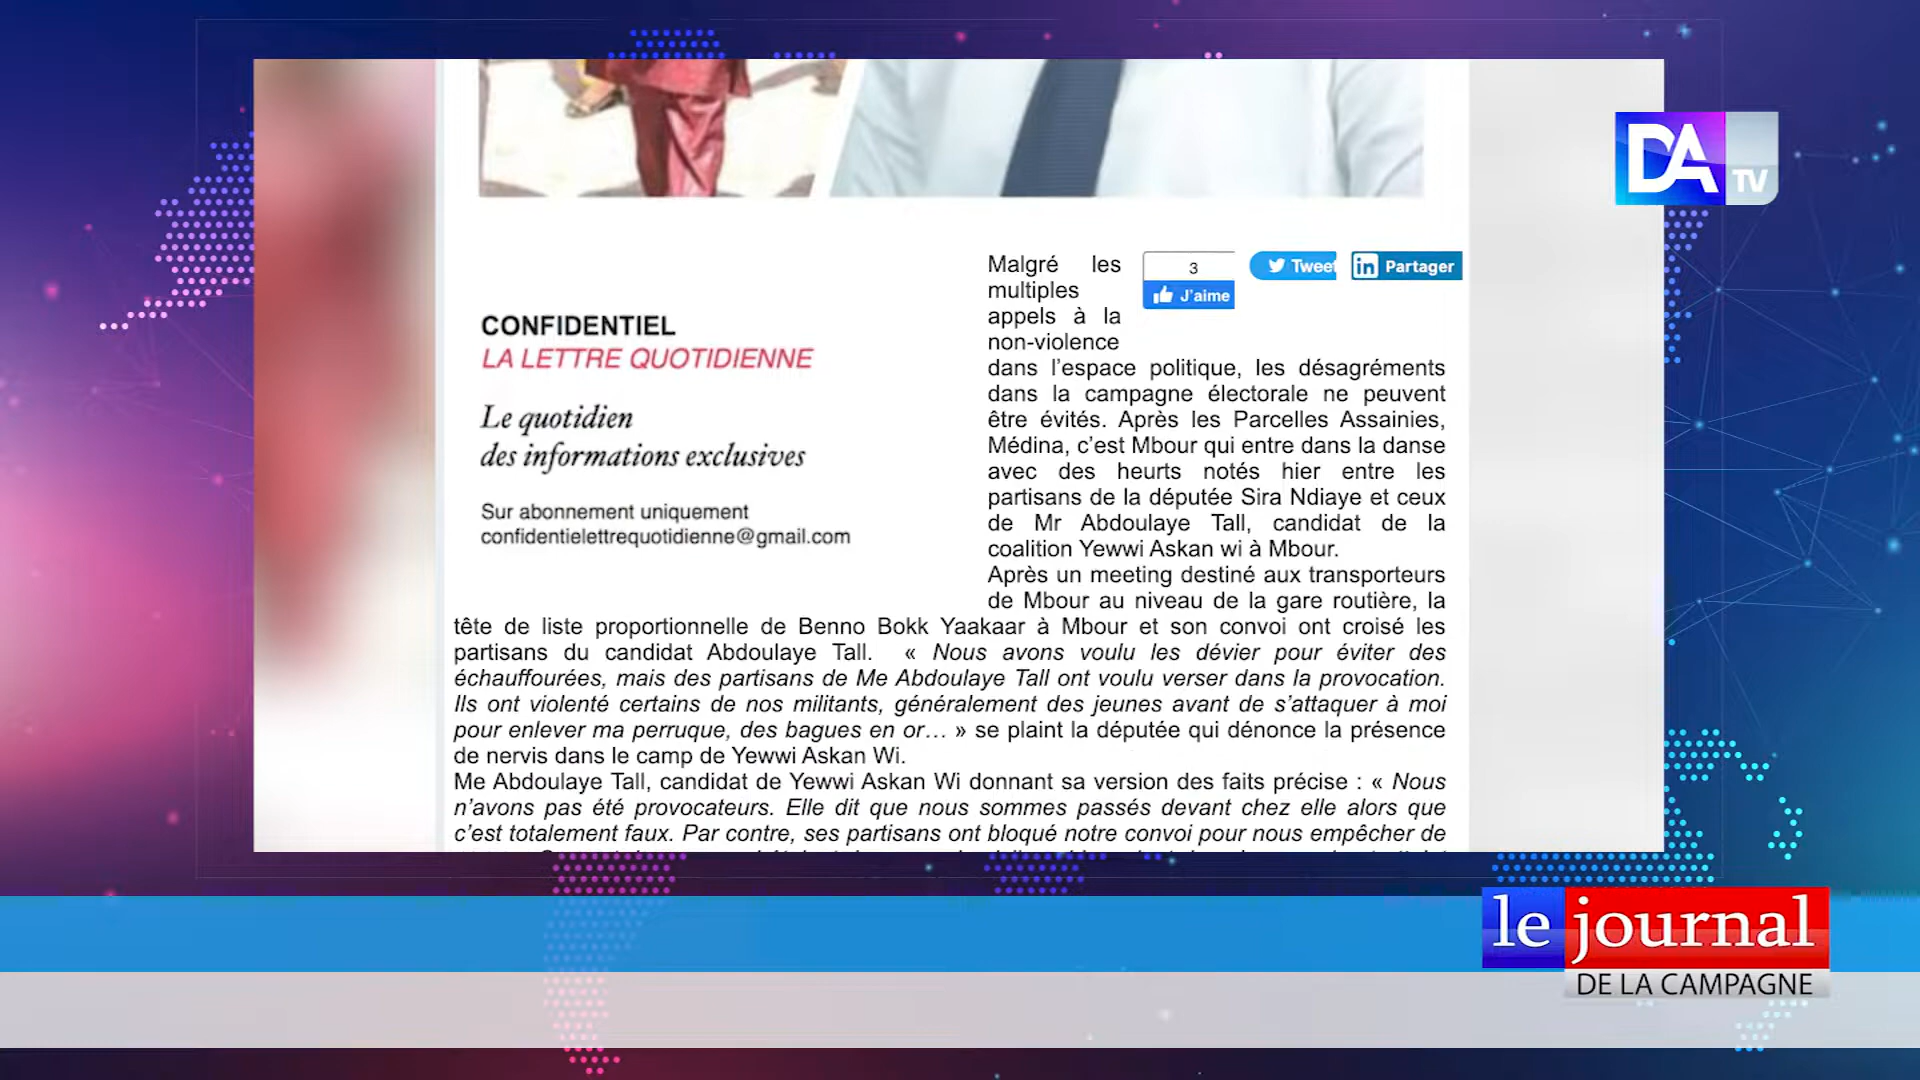 DA TV
Malgré les
multiples
appels à la
non-violence
3
J'aime
Tweet
in Partager
CONFIDENTIEL
LA LETTRE QUOTIDIENNE
Le quotidien
des informations exclusives
Sur abonnement uniquement
confidentielettrequotidienne@gmail.com
dans l'espace politique, les désagréments
dans la campagne électorale ne peuvent
être évités. Après les Parcelles Assainies,
Médina, c'est Mbour qui entre dans la danse
avec des heurts notés hier entre les
partisans de la députée Sira Ndiaye et ceux
de Mr Abdoulaye Tall, candidat de la
coalition Yewwi Askan wi à Mbour.
Après un meeting destiné aux transporteurs
de Mbour au niveau de la gare routière, la
tête de liste proportionnelle de Benno Bokk Yaakaar à Mbour et son convoi ont croisé les
partisans du candidat Abdoulaye Tall. « Nous avons voulu les dévier pour éviter des
échauffourées, mais des partisans de Me Abdoulaye Tall ont voulu verser dans la provocation.
Ils ont violenté certains de nos militants, généralement des jeunes avant de s'attaquer à moi
pour enlever ma perruque, des bagues en or… » se plaint la députée qui dénonce la présence
de nervis dans le camp de Yewwi Askan Wi.
Me Abdoulaye Tall, candidat de Yewwi Askan Wi donnant sa version des faits précise : « Nous
n'avons pas été provocateurs. Elle dit que nous sommes passés devant chez elle alors que
c'est totalement faux. Par contre, ses partisans ont bloqué notre convoi pour nous empêcher de
le journal
DE LA CAMPAGNE